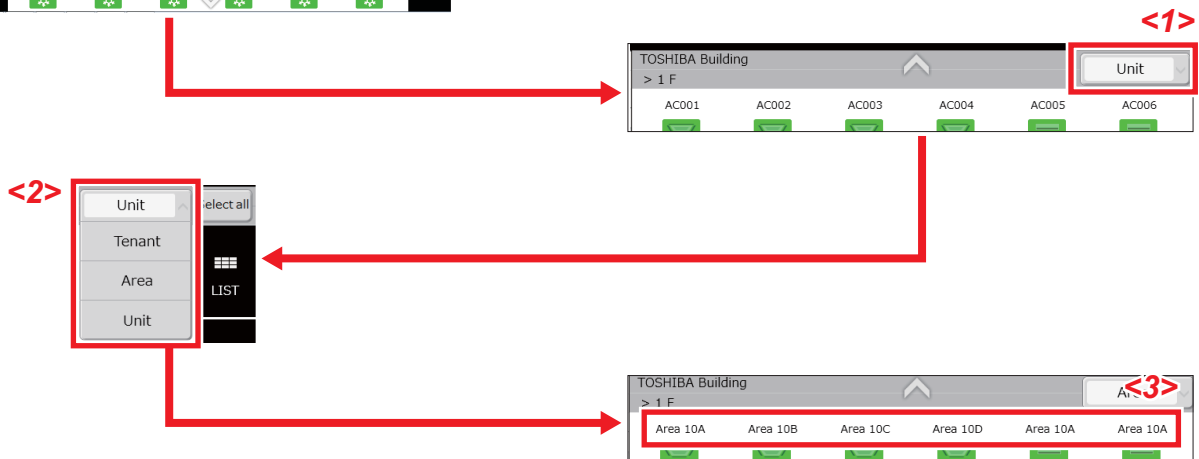 <1>
TOSHIBA Building
Unit
> 1 F
AC001 AC002 AC003 AC004 AC005 AC006
<2>
Unit
Select all
Tenant
Area
LIST
Unit
TOSHIBA Building
<3>
> 1 F
Area 10A Area 10B Area 10C Area 10D Area 10A Area 10A